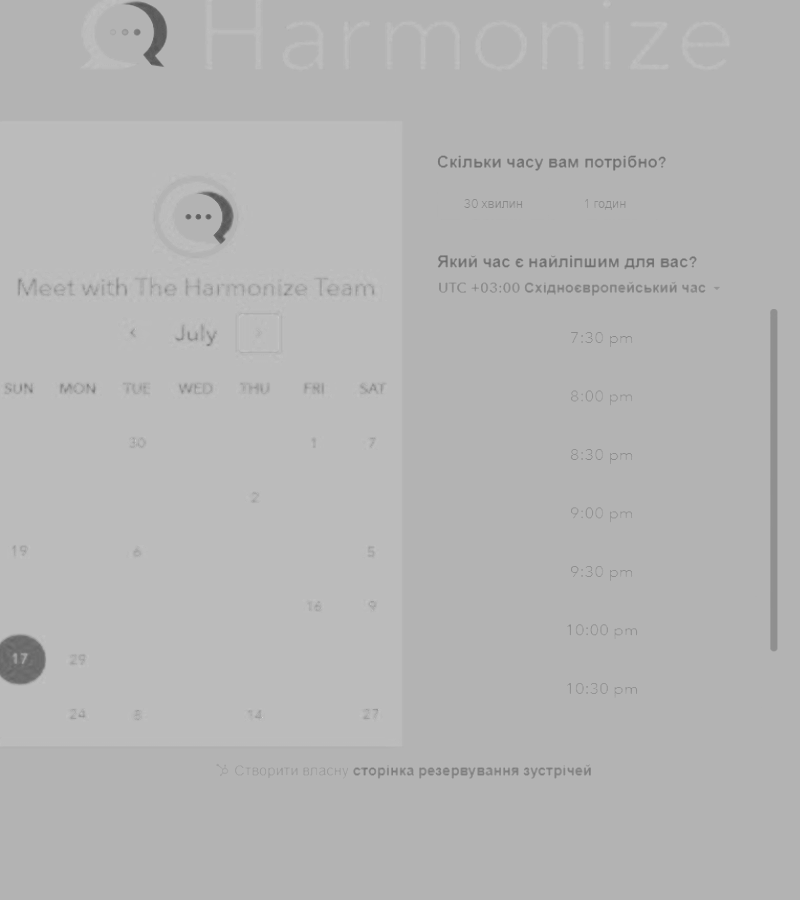 Harmonize
Meet with The Harmonize Team
July
SUN MON TUE WED THU FRI SAT
30 1 7
2
19 6 5
16 9
17 29
24 8 14 27
Скільки часу вам потрібно?
30 хвилин 1 годин
Який час є найліпшим для вас?
UTC +03:00 Східноєвропейський час
7:30 pm
8:00 pm
8:30 pm
9:00 pm
9:30 pm
10:00 pm
10:30 pm
Створити власну сторінка резервування зустрічей